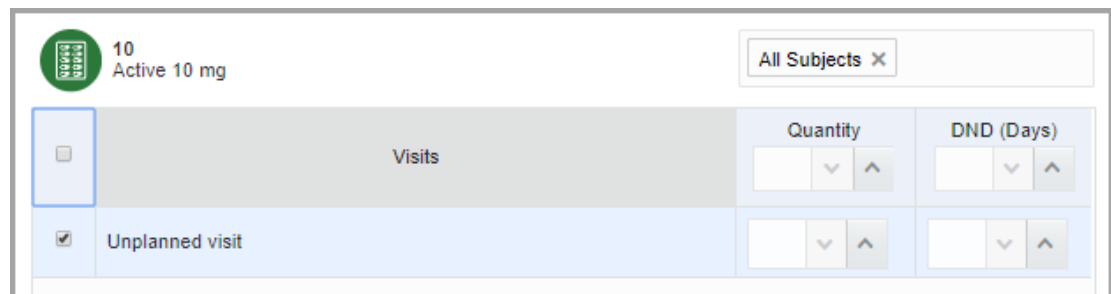 10
Active 10 mg
All Subjects ×
Visits
Quantity
DND (Days)
Unplanned visit